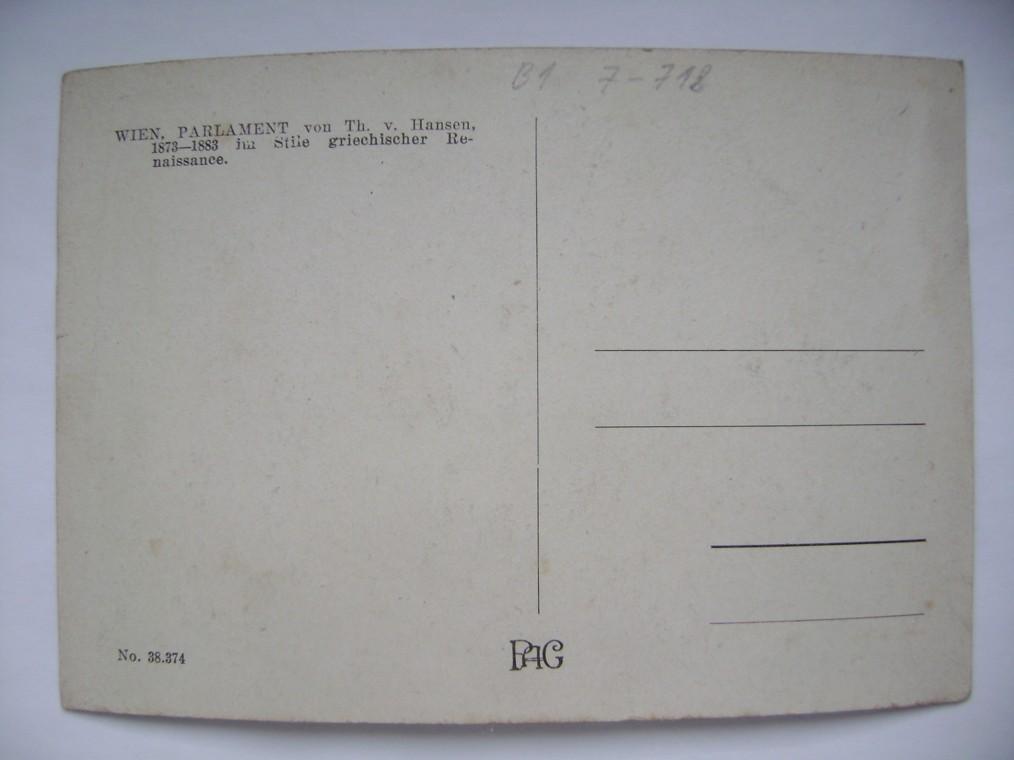 B1 7-712
WIEN. PARLAMENT von Th. v. Hansen,
1873—1883 im Stile griechischer Re-
naissance.
No. 38.374
PAG